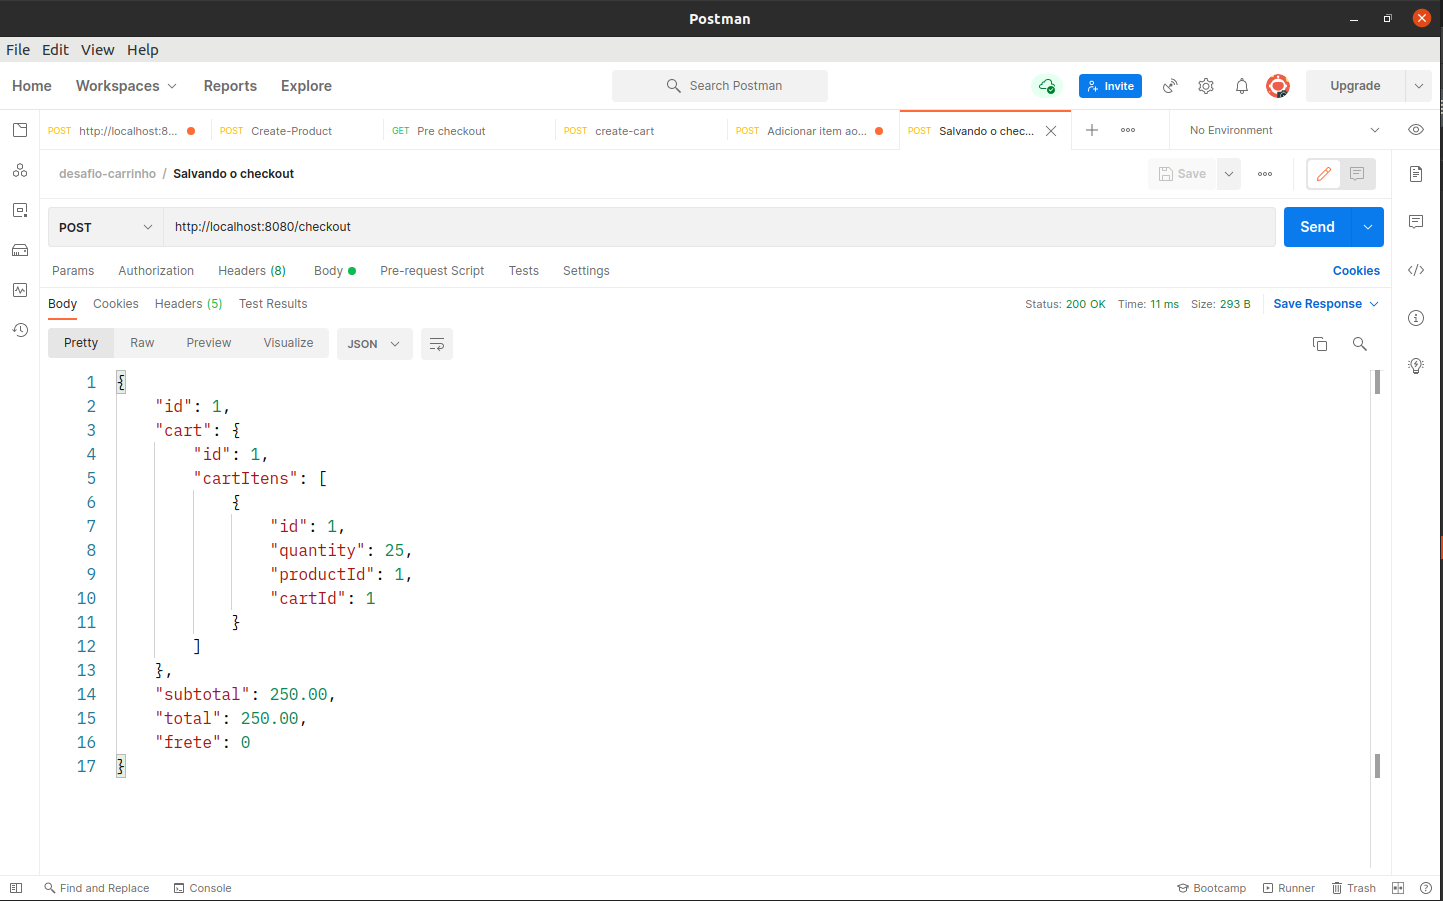 Postman
File Edit View Help
Home Workspaces Reports Explore Search Postman Invite Upgrade
POST http://localhost:8... POST Create-Product GET Pre checkout POST create-cart POST Adicionar item ao... POST Salvando o chec... No Environment
desafio-carrinho / Salvando o checkout Save
POST http://localhost:8080/checkout Send
Params Authorization Headers (8) Body Pre-request Script Tests Settings Cookies
Body Cookies Headers (5) Test Results Status: 200 OK Time: 11 ms Size: 293 B Save Response
Pretty Raw Preview Visualize JSON
1 {
2 "id": 1,
3 "cart": {
4 "id": 1,
5 "cartItens": [
6 {
7 "id": 1,
8 "quantity": 25,
9 "productId": 1,
10 "cartId": 1
11 }
12 ]
13 },
14 "subtotal": 250.00,
15 "total": 250.00,
16 "frete": 0
17 }
Find and Replace Console Bootcamp Runner Trash